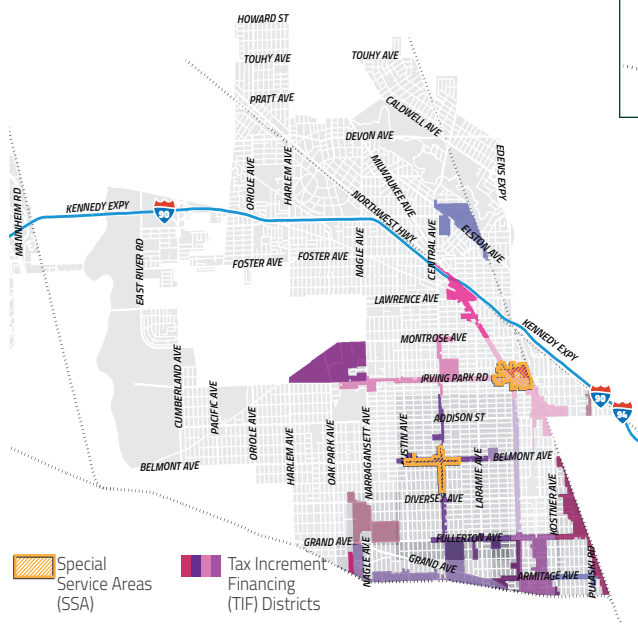 HOWARD ST
TOUHY AVE
TOUHY AVE
PRATT AVE
CALDWELL AVE
DEVON AVE
ORIOLE AVE
HARLEM AVE
MILWAUKEE AVE
EDENS EXPY
MANNHEIM RD
KENNEDY EXPY
90
NORTHWEST HWY
EAST RIVER RD
FOSTER AVE
FOSTER AVE
NAGLE AVE
CENTRAL AVE
ELSTON AVE
LAWRENCE AVE
KENNEDY EXPY
MONTROSE AVE
CUMBERLAND AVE
PACIFIC AVE
IRVING PARK RD
90
94
ORIOLE AVE
HARLEM AVE
OAK PARK AVE
NARRAGANSETT AVE
USTIN AVE
ADDISON ST
LARAMIE AVE
BELMONT AVE
BELMONT AVE
DIVERSEY AVE
KOSTNER AVE
GRAND AVE
NAGLE AVE
FULLERTON AVE
GRAND AVE
ARMITAGE AVE
PULASKI RD
Special
Service Areas
(SSA)
Tax Increment
Financing
(TIF) Districts